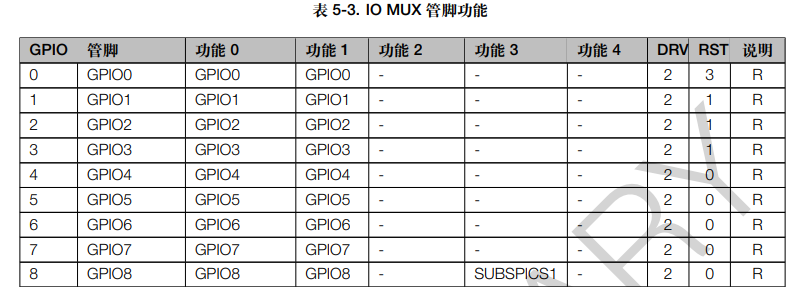 表 5-3. IO MUX 管脚功能
GPIO 管脚 功能 0 功能 1 功能 2 功能 3 功能 4 DRV RST 说明
0 GPIO0 GPIO0 GPIO0 - - - 2 3 R
1 GPIO1 GPIO1 GPIO1 - - - 2 1 R
2 GPIO2 GPIO2 GPIO2 - - - 2 1 R
3 GPIO3 GPIO3 GPIO3 - - - 2 1 R
4 GPIO4 GPIO4 GPIO4 - - - 2 0 R
5 GPIO5 GPIO5 GPIO5 - - - 2 0 R
6 GPIO6 GPIO6 GPIO6 - - - 2 0 R
7 GPIO7 GPIO7 GPIO7 - - - 2 0 R
8 GPIO8 GPIO8 GPIO8 - SUBSPICS1 - 2 0 R
ARY